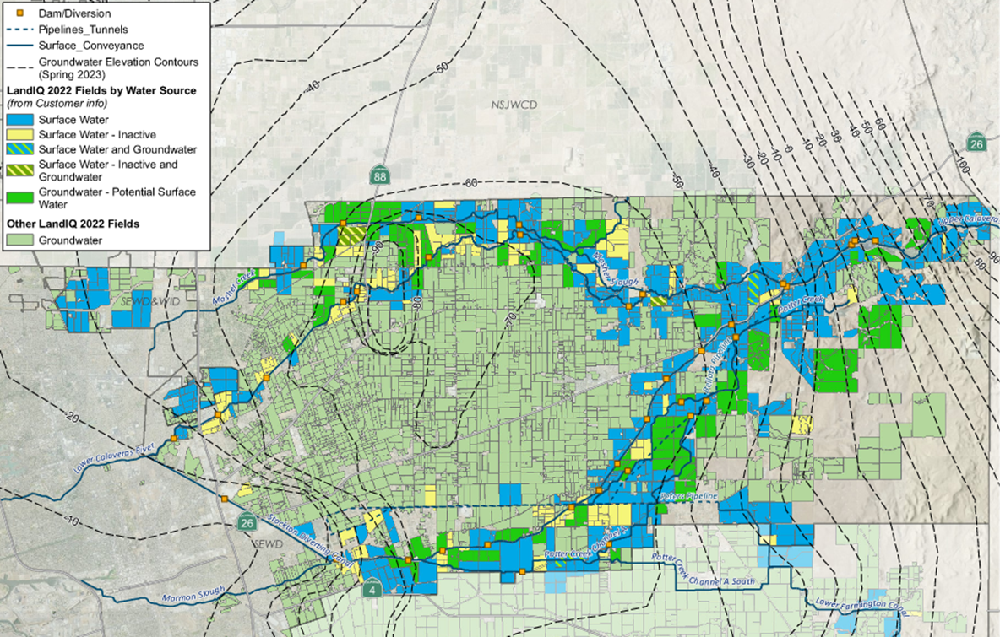 Dam/Diversion
Pipelines_Tunnels
Surface_Conveyance
Groundwater Elevation Contours
(Spring 2023)
LandIQ 2022 Fields by Water Source
(from Customer info)
Surface Water
Surface Water - Inactive
Surface Water and Groundwater
Surface Water - Inactive and
Groundwater
Groundwater - Potential Surface
Water
Other LandIQ 2022 Fields
Groundwater
-40
-50
NSJWCD
60
50
40
30
20
-10
0
-10
-20
-30
-40
-50
26
100
88
-60
70
Upper Calaveras
90
80
-90
-80
-70
Mosher Creek
Mosher Slough
SEWD&WID
Potter Creek
Bellota Pipeline
-20
Lower Calaveras River
-10
26
SEWD
Stockton Diverting Canal
Peters Pipeline
Potter Creek Channel A
Potter Creek
Channel A South
4
Mormon Slough
Lower Farmington Canal